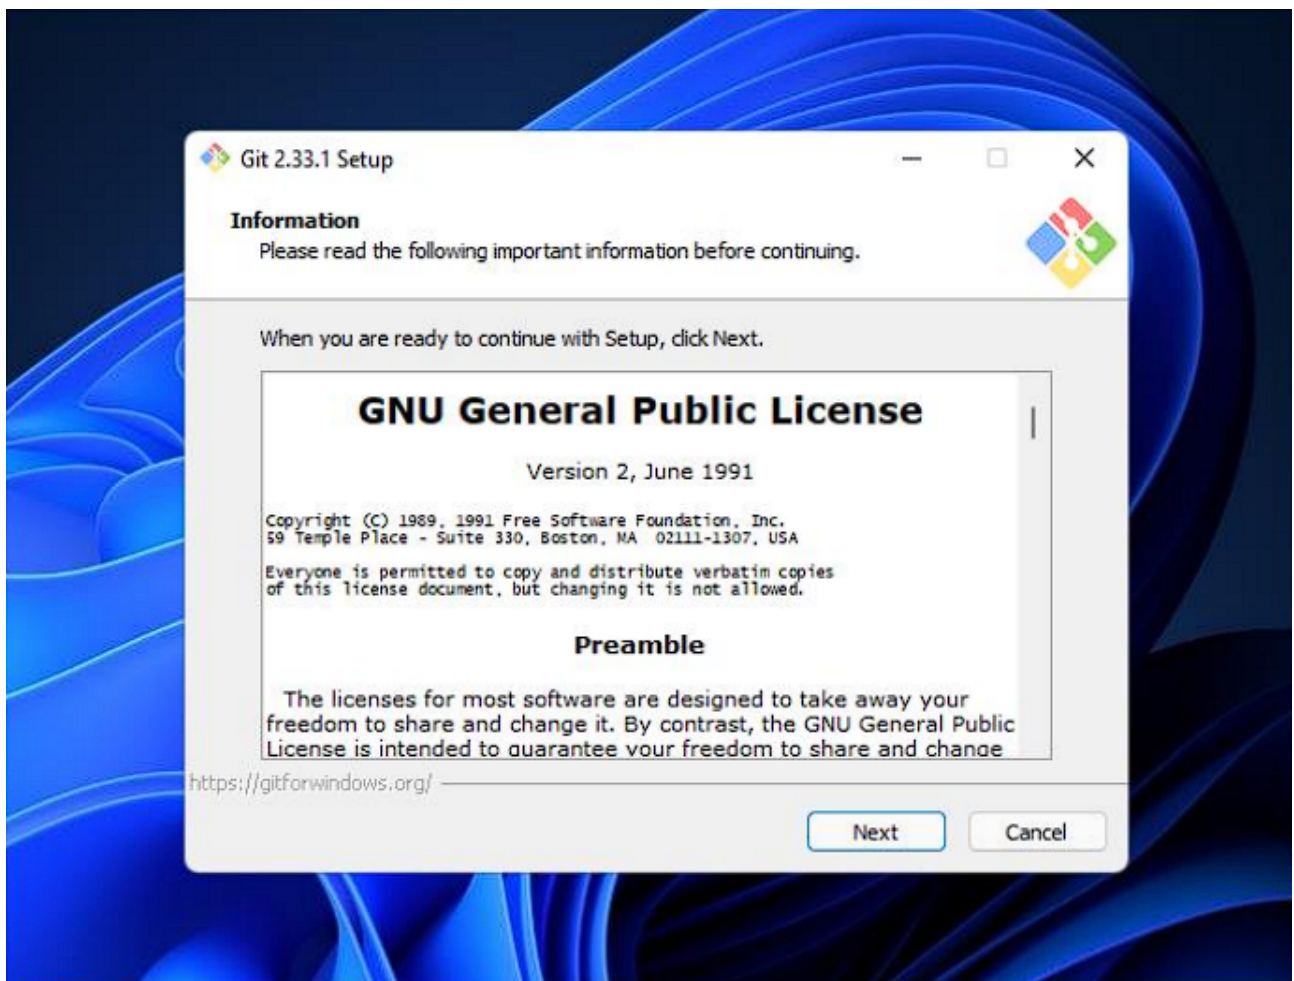 Git 2.33.1 Setup
Information
Please read the following important information before continuing.
When you are ready to continue with Setup, click Next.
GNU General Public License
Version 2, June 1991
Copyright (C) 1989, 1991 Free Software Foundation, Inc.
59 Temple Place - Suite 330, Boston, MA  02111-1307, USA
Everyone is permitted to copy and distribute verbatim copies
of this license document, but changing it is not allowed.
Preamble
The licenses for most software are designed to take away your
freedom to share and change it. By contrast, the GNU General Public
License is intended to guarantee your freedom to share and change
https://gitforwindows.org/
Next
Cancel